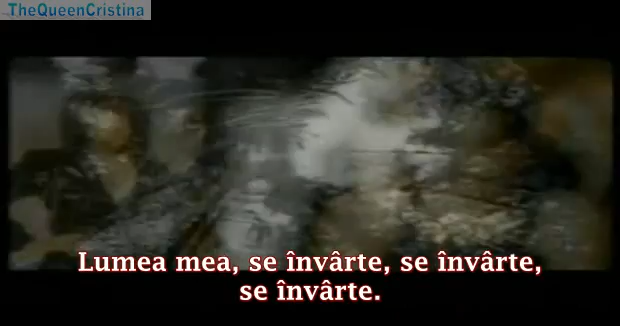 TheQueenCristina
Lumea mea, se învârte, se învârte,
se învârte.